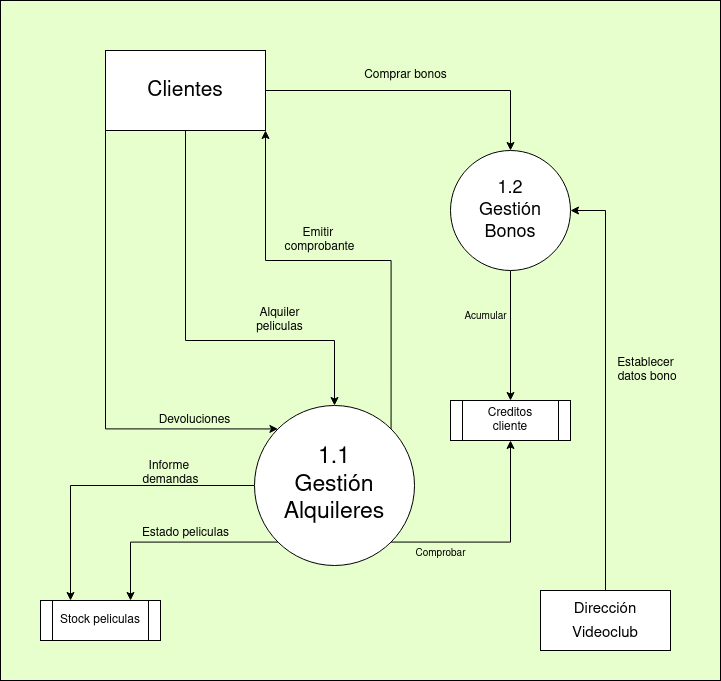 Clientes
Comprar bonos
1.2
Gestión
Bonos
Emitir
comprobante
Alquiler
peliculas
Acumular
Establecer
datos bono
Creditos
cliente
Devoluciones
1.1
Gestión
Alquileres
Informe
demandas
Estado peliculas
Comprobar
Stock peliculas
Dirección
Videoclub